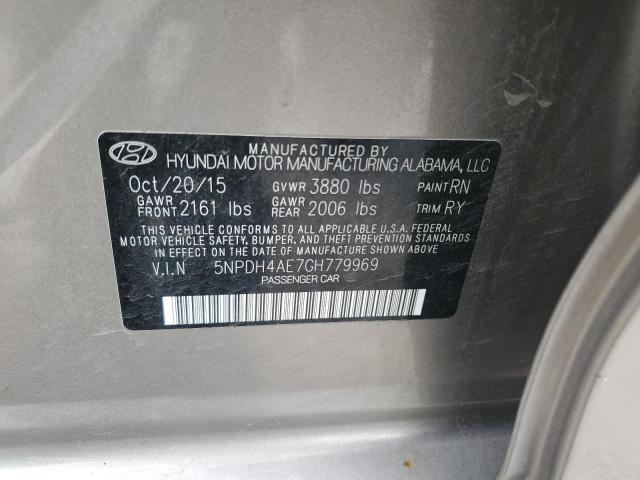 MANUFACTURED BY
HYUNDAI MOTOR MANUFACTURING ALABAMA, LLC
Oct/20/15 GVWR 3880 lbs PAINT RN
GAWR FRONT 2161 lbs GAWR REAR 2006 lbs TRIM RY
THIS VEHICLE CONFORMS TO ALL APPLICABLE U.S.A. FEDERAL
MOTOR VEHICLE SAFETY, BUMPER, AND THEFT PREVENTION STANDARDS
IN EFFECT ON THE DATE OF MANUFACTURE SHOWN ABOVE.
V.I.N 5NPDH4AE7GH779969
PASSENGER CAR